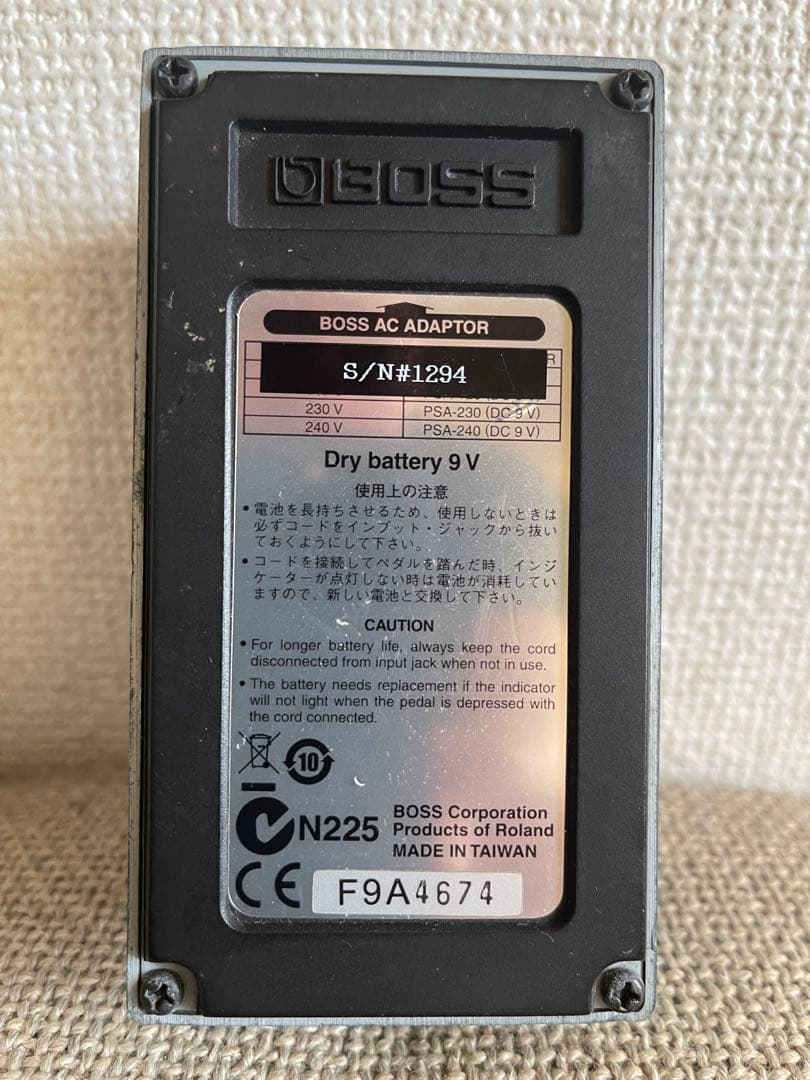 BOSS
BOSS AC ADAPTOR
R
S/N#1294
230 V PSA-230 (DC 9 V)
240 V PSA-240 (DC 9 V)
Dry battery 9 V
使用上の注意
• 電池を長持ちさせるため、使用しないときは
必ずコードをインプット・ジャックから抜い
ておくようにして下さい。
• コードを接続してペダルを踏んだ時、インジ
ケーターが点灯しない時は電池が消耗してい
ますので、新しい電池と交換して下さい。
CAUTION
• For longer battery life, always keep the cord
disconnected from input jack when not in use.
• The battery needs replacement if the indicator
will not light when the pedal is depressed with
the cord connected.
10
N225
BOSS Corporation
Products of Roland
MADE IN TAIWAN
CE
F9A4674